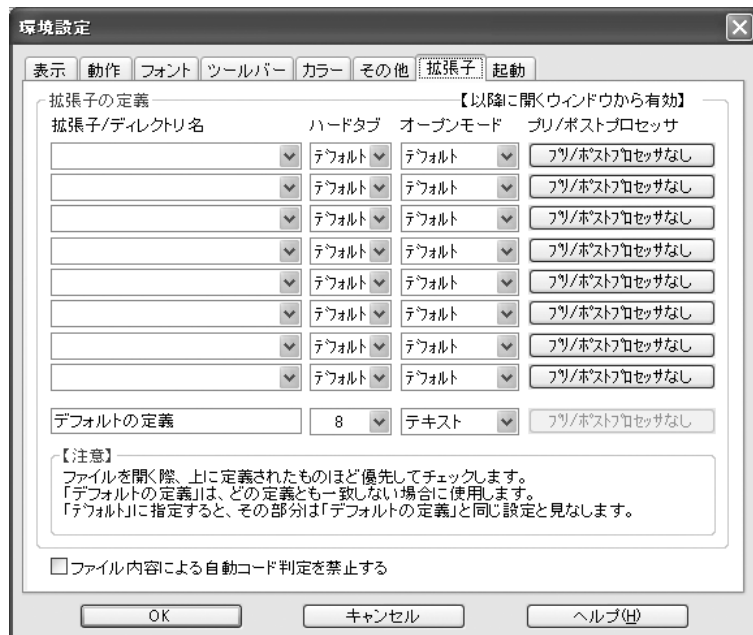 環境設定
表示 動作 フォント ツールバー カラー その他 拡張子 起動
拡張子の定義 【以降に開くウィンドウから有効】
拡張子/ディレクトリ名 ハードタブ オープンモード プリ/ポストプロセッサ
ﾃﾞﾌｫﾙﾄ ﾃﾞﾌｫﾙﾄ ﾌﾟﾘ/ﾎﾟｽﾄﾌﾟﾛｾｯｻなし
ﾃﾞﾌｫﾙﾄ ﾃﾞﾌｫﾙﾄ ﾌﾟﾘ/ﾎﾟｽﾄﾌﾟﾛｾｯｻなし
ﾃﾞﾌｫﾙﾄ ﾃﾞﾌｫﾙﾄ ﾌﾟﾘ/ﾎﾟｽﾄﾌﾟﾛｾｯｻなし
ﾃﾞﾌｫﾙﾄ ﾃﾞﾌｫﾙﾄ ﾌﾟﾘ/ﾎﾟｽﾄﾌﾟﾛｾｯｻなし
ﾃﾞﾌｫﾙﾄ ﾃﾞﾌｫﾙﾄ ﾌﾟﾘ/ﾎﾟｽﾄﾌﾟﾛｾｯｻなし
ﾃﾞﾌｫﾙﾄ ﾃﾞﾌｫﾙﾄ ﾌﾟﾘ/ﾎﾟｽﾄﾌﾟﾛｾｯｻなし
ﾃﾞﾌｫﾙﾄ ﾃﾞﾌｫﾙﾄ ﾌﾟﾘ/ﾎﾟｽﾄﾌﾟﾛｾｯｻなし
ﾃﾞﾌｫﾙﾄ ﾃﾞﾌｫﾙﾄ ﾌﾟﾘ/ﾎﾟｽﾄﾌﾟﾛｾｯｻなし
デフォルトの定義 8 テキスト ﾌﾟﾘ/ﾎﾟｽﾄﾌﾟﾛｾｯｻなし
【注意】
ファイルを開く際、上に定義されたものほど優先してチェックします。
「デフォルトの定義」は、どの定義とも一致しない場合に使用します。
「ﾃﾞﾌｫﾙﾄ」に指定すると、その部分は「デフォルトの定義」と同じ設定と見なします。
ファイル内容による自動コード判定を禁止する
OK キャンセル ヘルプ(H)